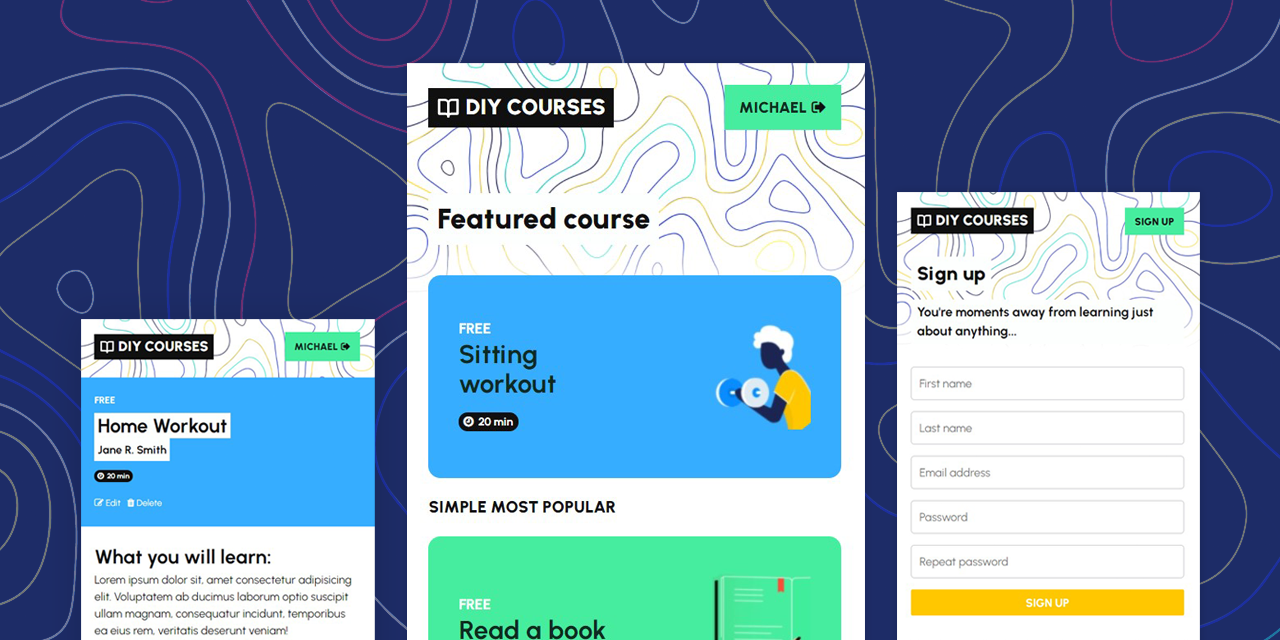 DIY COURSES
MICHAEL
FREE
Home Workout
Jane R. Smith
20 min
Edit Delete
What you will learn:
Lorem ipsum dolor sit, amet consectetur adipisicing
elit. Voluptatem ab ducimus laborum optio suscipit
ullam magnam, consequatur incidunt, temporibus
ea eius rem, veritatis deserunt veniam!
DIY COURSES
MICHAEL
Featured course
FREE
Sitting
workout
20 min
SIMPLE MOST POPULAR
FREE
Read a book
DIY COURSES
SIGN UP
Sign up
You're moments away from learning just
about anything...
First name
Last name
Email address
Password
Repeat password
SIGN UP